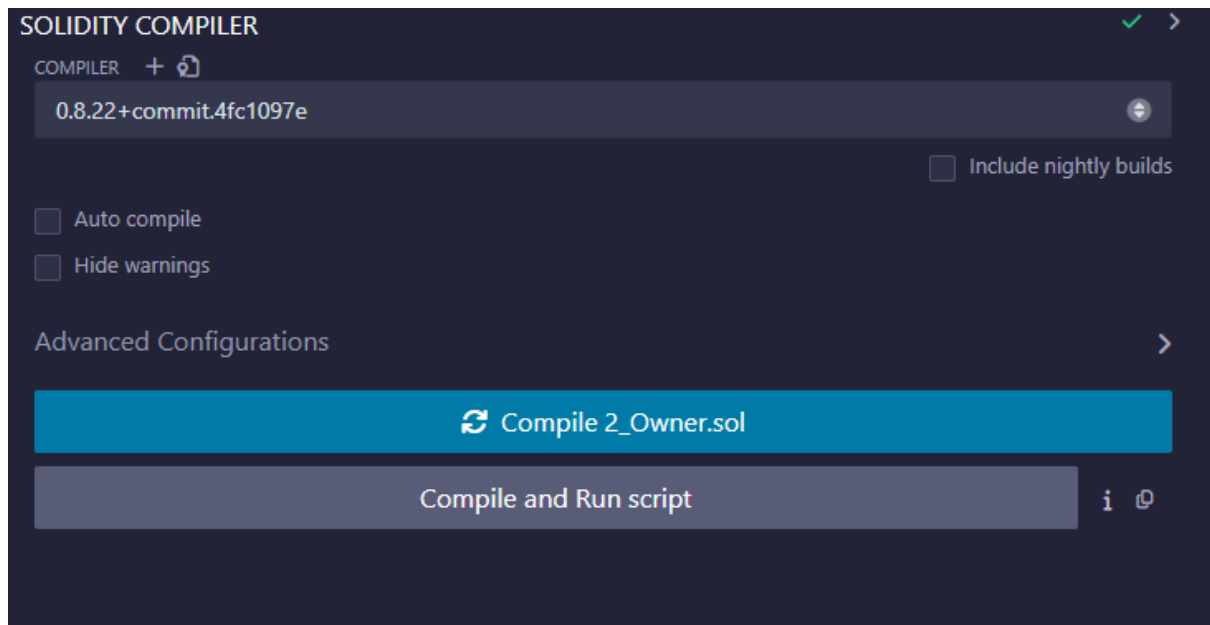 SOLIDITY COMPILER
COMPILER
0.8.22+commit.4fc1097e
Include nightly builds
Auto compile
Hide warnings
Advanced Configurations
Compile 2_Owner.sol
Compile and Run script